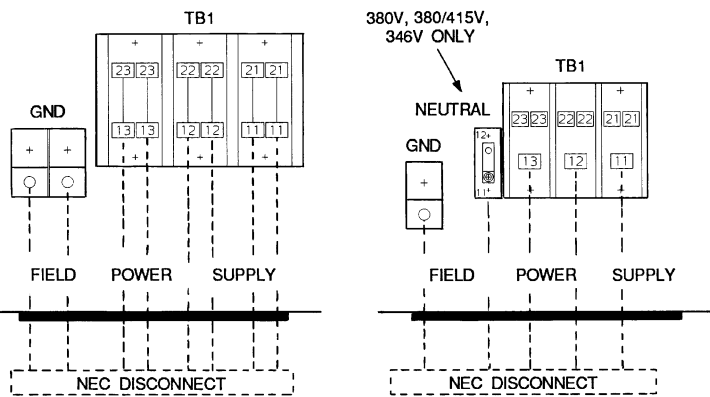 TB1
23 23 22 22 21 21
13 13 12 12 11 11
GND
FIELD POWER SUPPLY
NEC DISCONNECT
380V, 380/415V,
346V ONLY
TB1
NEUTRAL
GND
12
11
23 23 22 22 21 21
13 12 11
FIELD POWER SUPPLY
NEC DISCONNECT